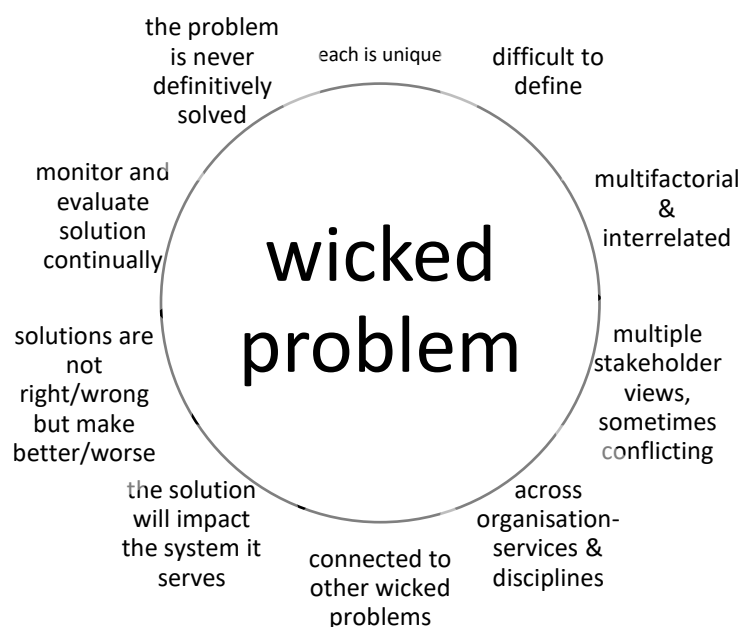 each is unique
difficult to
define
multifactorial
&
interrelated
multiple
stakeholder
views,
sometimes
conflicting
across
organisation-
services &
disciplines
connected to
other wicked
problems
the solution
will impact
the system it
serves
solutions are
not
right/wrong
but make
better/worse
monitor and
evaluate
solution
continually
the problem
is never
definitively
solved
wicked
problem